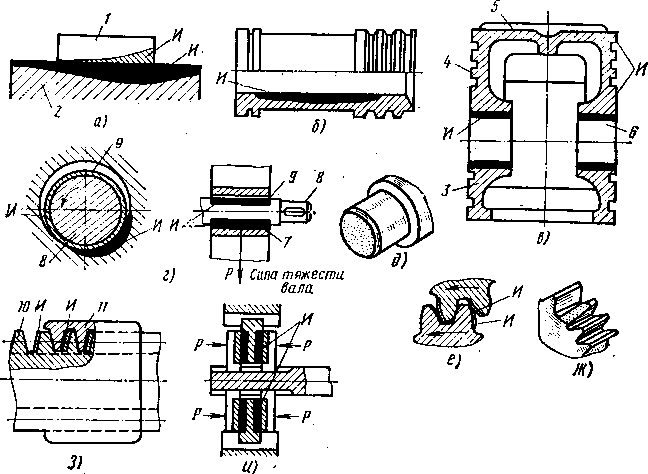 1
И
И
2
а)
И
б)
5
4
И
И
6
3
в)
9
И
И
8
г)
9
8
И
7
P
Сила тяжести
вала
д)
И
И
е)
ж)
10 И И 11
з)
И
P P
P P
и)